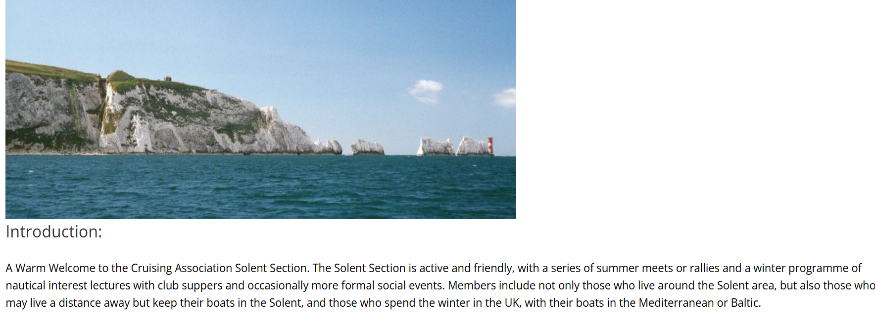 Introduction:
A Warm Welcome to the Cruising Association Solent Section. The Solent Section is active and friendly, with a series of summer meets or rallies and a winter programme of
nautical interest lectures with club suppers and occasionally more formal social events. Members include not only those who live around the Solent area, but also those who
may live a distance away but keep their boats in the Solent, and those who spend the winter in the UK, with their boats in the Mediterranean or Baltic.